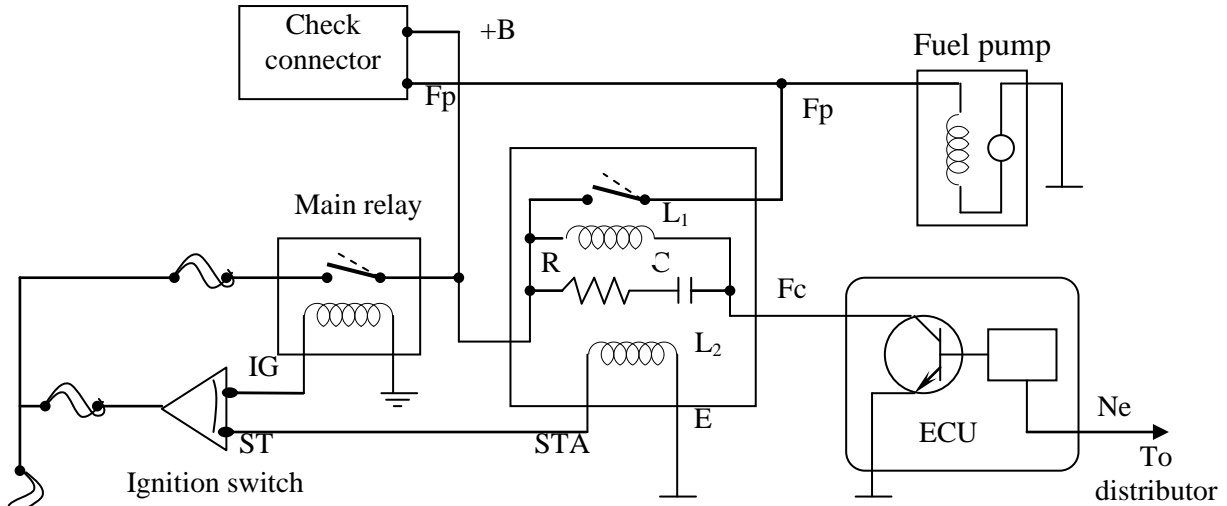 Check
connector
+B
Fuel pump
Fp
Fp
Main relay
L1
R
C
Fc
IG
L2
E
ST
STA
ECU
Ne
To
distributor
Ignition switch